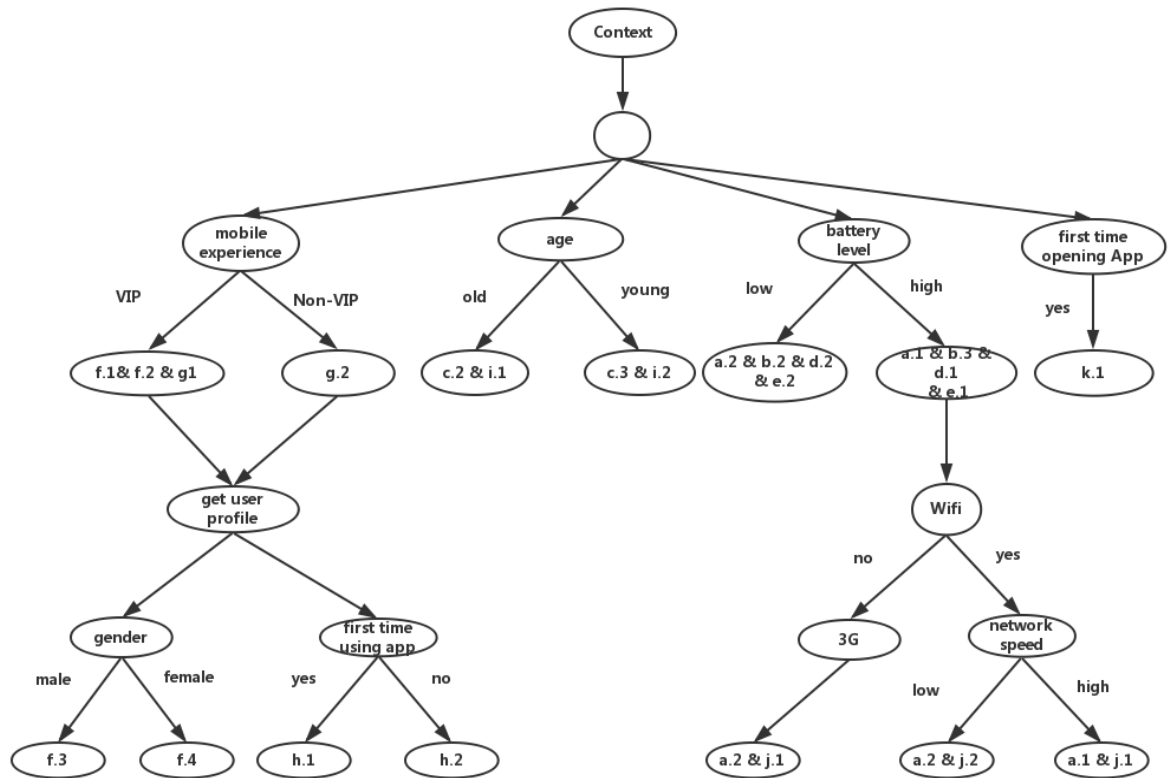 Context
mobile
experience
age
battery
level
first time
opening App
VIP
Non-VIP
old
young
low
high
yes
f.1& f.2 & g1
g.2
c.2 & i.1
c.3 & i.2
a.2 & b.2 & d.2
& e.2
a.1 & b.3 &
d.1
& e.1
k.1
get user
profile
Wifi
no
yes
gender
first time
using app
3G
network
speed
male
female
yes
no
low
high
f.3
f.4
h.1
h.2
a.2 & j.1
a.2 & j.2
a.1 & j.1